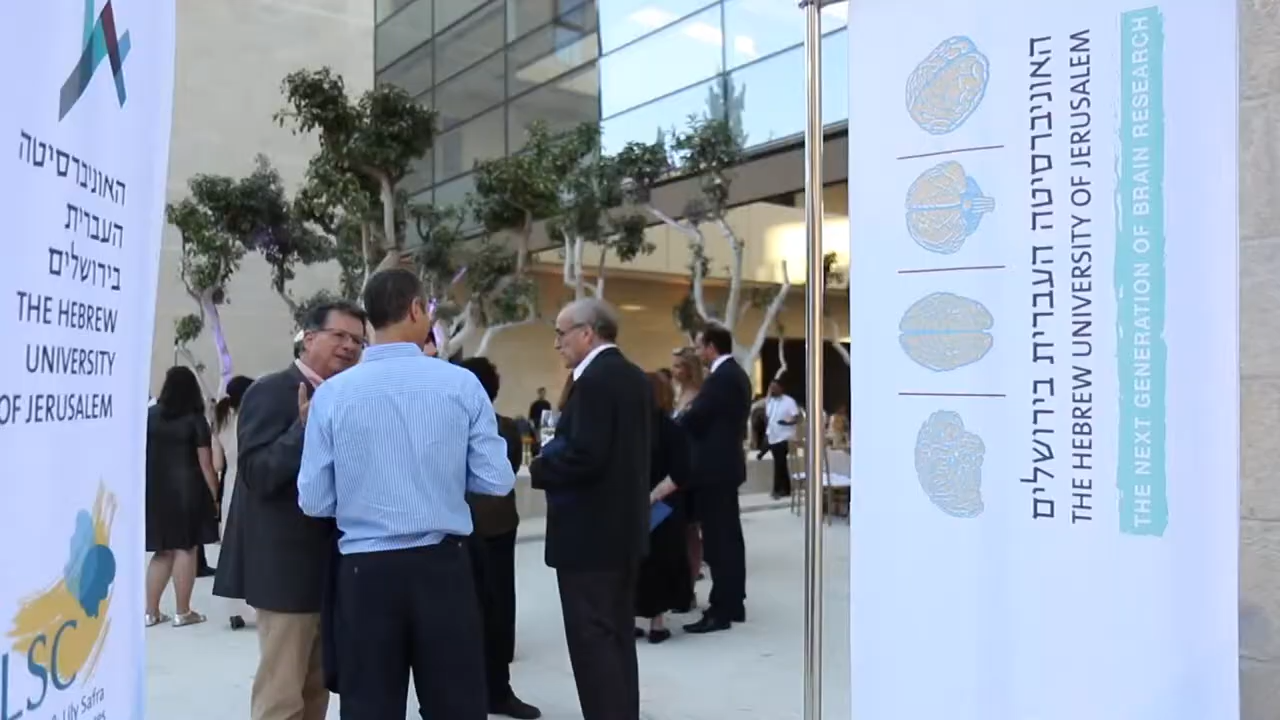 האוניברסיטה
העברית
בירושלים
THE HEBREW
UNIVERSITY
OF JERUSALEM
LSC
Lily Safra
האוניברסיטה העברית בירושלים
THE HEBREW UNIVERSITY OF JERUSALEM
THE NEXT GENERATION OF BRAIN RESEARCH